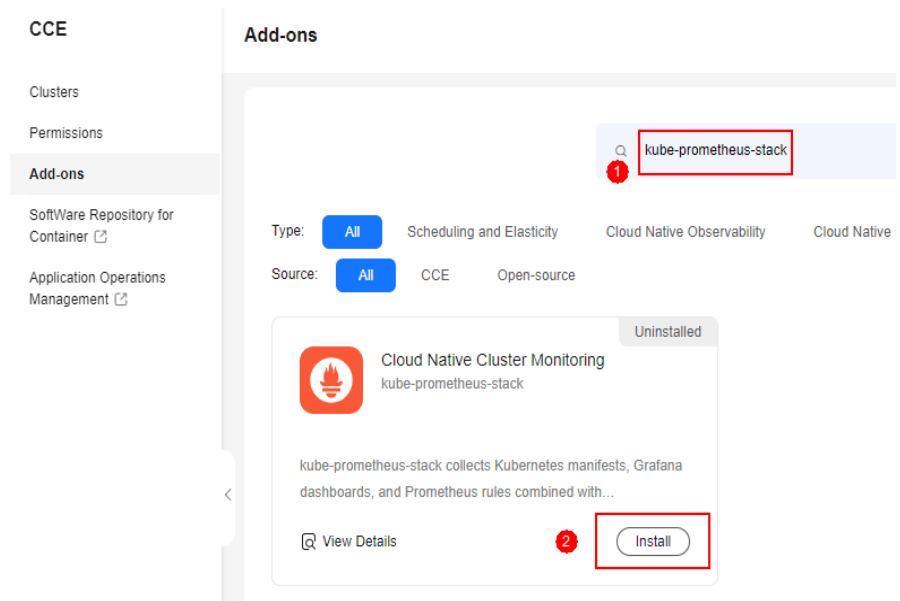 CCE
Add-ons
Clusters
Permissions
Add-ons
SoftWare Repository for
Container
Application Operations
Management
kube-prometheus-stack
1
Type: All Scheduling and Elasticity Cloud Native Observability Cloud Native
Source: All CCE Open-source
Uninstalled
Cloud Native Cluster Monitoring
kube-prometheus-stack
kube-prometheus-stack collects Kubernetes manifests, Grafana
dashboards, and Prometheus rules combined with...
View Details 2 Install